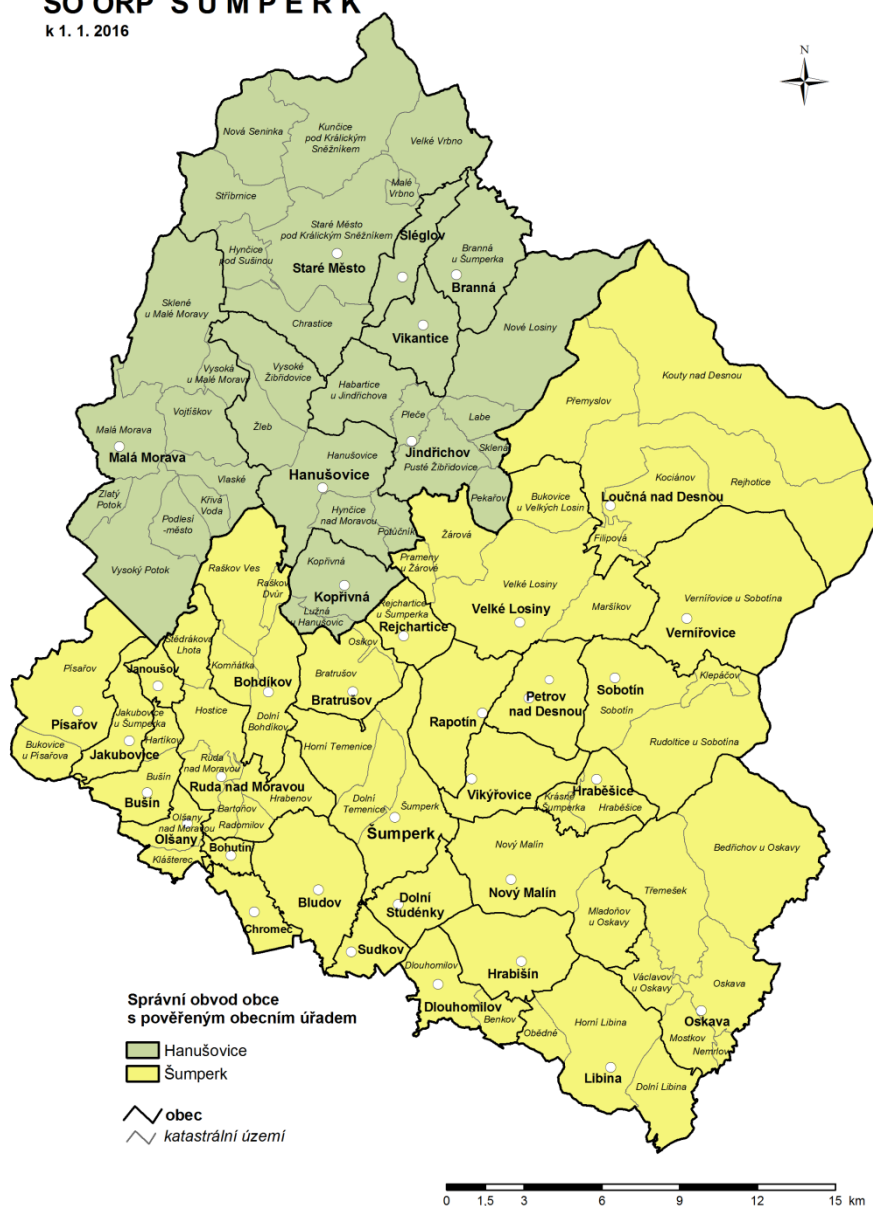 SO ORP S U M P E R K
k 1. 1. 2016
N
Nová Seninka
Kunčice
pod Králickým
Sněžníkem
Velké Vrbno
Malé
Vrbno
Stříbrnice
Staré Město
pod Králickým Sněžníkem
Šléglov
Hynčice
pod Sušinou
Staré Město
Branná
u Šumperka
Branná
Sklené
u Malé Moravy
Chrastice
Vikantice
Nové Losiny
Vysoká
u Malé Moravy
Vysoké
Žibřidovice
Habartice
u Jindřichova
Kouty nad Desnou
Přemyslov
Vojtíškov
Pleče
Labe
Malá Morava
Žleb
Malá Morava
Hanušovice
Jindřichov
Sklená
Pusté Žibřidovice
Vlaské
Hanušovice
Kociánov
Rejhotice
Zlatý
Potok
Křivá
Voda
Pekařov
Bukovice
u Velkých Losin
Loučná nad Desnou
Podlesí
-město
Hynčice
nad Moravou
Potůčník
Žárová
Filipová
Vysoký Potok
Raškov Ves
Kopřivná
Prameny
u Žárové
Raškov
Dvůr
Kopřivná
Velké Losiny
Maršíkov
Vernířovice u Sobotína
Lužná
u Hanušovic
Rejchartice
u Šumperka
Rejchartice
Velké Losiny
Vernířovice
Štědrákova
Lhota
Osikov
Písařov
Janoušov
Komňátka
Bohdíkov
Bratrušov
Bratrušov
Petrov
nad Desnou
Sobotín
Klepáčov
Písařov
Jakubovice
u Šumperka
Hostice
Dolní
Bohdíkov
Rapotín
Sobotín
Bukovice
u Písařova
Hartíkov
Jakubovice
Horní Temenice
Rudoltice u Sobotína
Bušín
Bušín
Ruda
nad Moravou
Ruda nad Moravou
Hrabenov
Vikýřovice
Hraběšice
Krásné
u Šumperka
Hraběšice
Olšany
nad Moravou
Olšany
Bartoňov
Radomilov
Dolní
Temenice
Šumperk
Šumperk
Klášterec
Bohutín
Nový Malín
Bedřichov u Oskavy
Bludov
Dolní
Studénky
Nový Malín
Třemešek
Chromeč
Mladoňov
u Oskavy
Sudkov
Dlouhomilov
Hrabišín
Václavov
u Oskavy
Oskava
Dlouhomilov
Benkov
Obědné
Horní Libina
Oskava
Mostkov
Nemrlov
Libina
Dolní Libina
Správní obvod obce
s pověřeným obecním úřadem
Hanušovice
Šumperk
obec
katastrální území
0 1,5 3 6 9 12 15 km